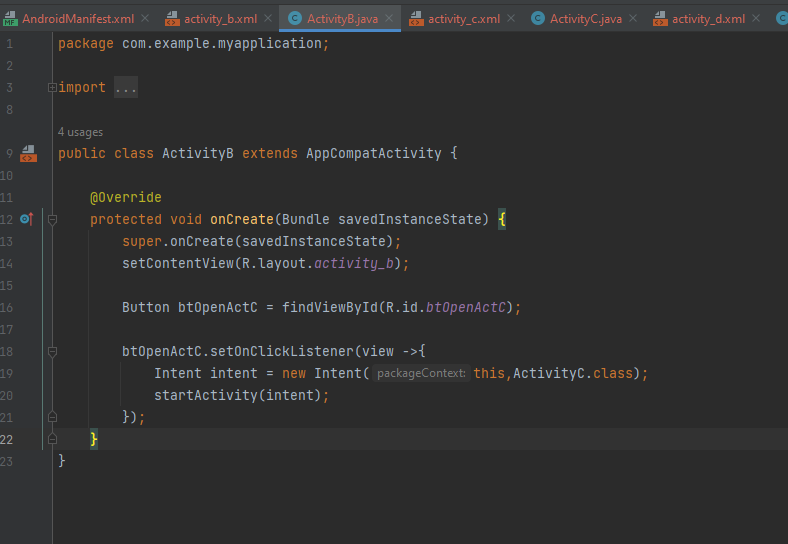 AndroidManifest.xml activity_b.xml ActivityB.java activity_c.xml ActivityC.java activity_d.xml
1 package com.example.myapplication;
2
3 import ...
8
4 usages
9 public class ActivityB extends AppCompatActivity {
10
11 @Override
12 protected void onCreate(Bundle savedInstanceState) {
13 super.onCreate(savedInstanceState);
14 setContentView(R.layout.activity_b);
15
16 Button btOpenActC = findViewById(R.id.btOpenActC);
17
18 btOpenActC.setOnClickListener(view ->{
19 Intent intent = new Intent( packageContext: this,ActivityC.class);
20 startActivity(intent);
21 });
22 }
23 }